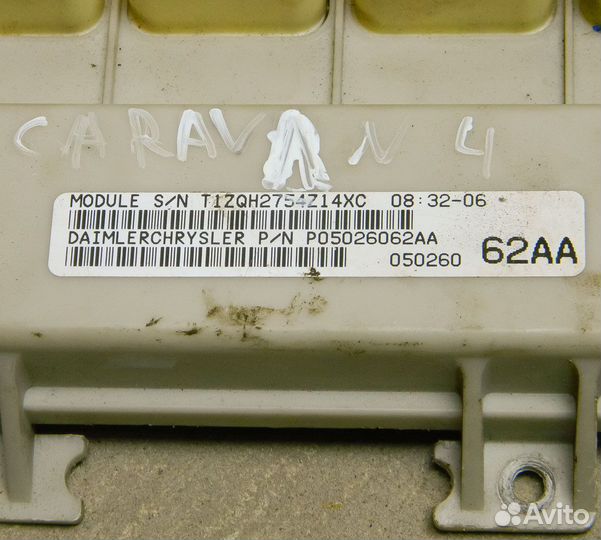 CARAVAN 4
MODULE S/N T1ZQH2754Z14XC 08:32-06
DAIMLERCHRYSLER P/N P05026062AA
050260 62AA
Avito